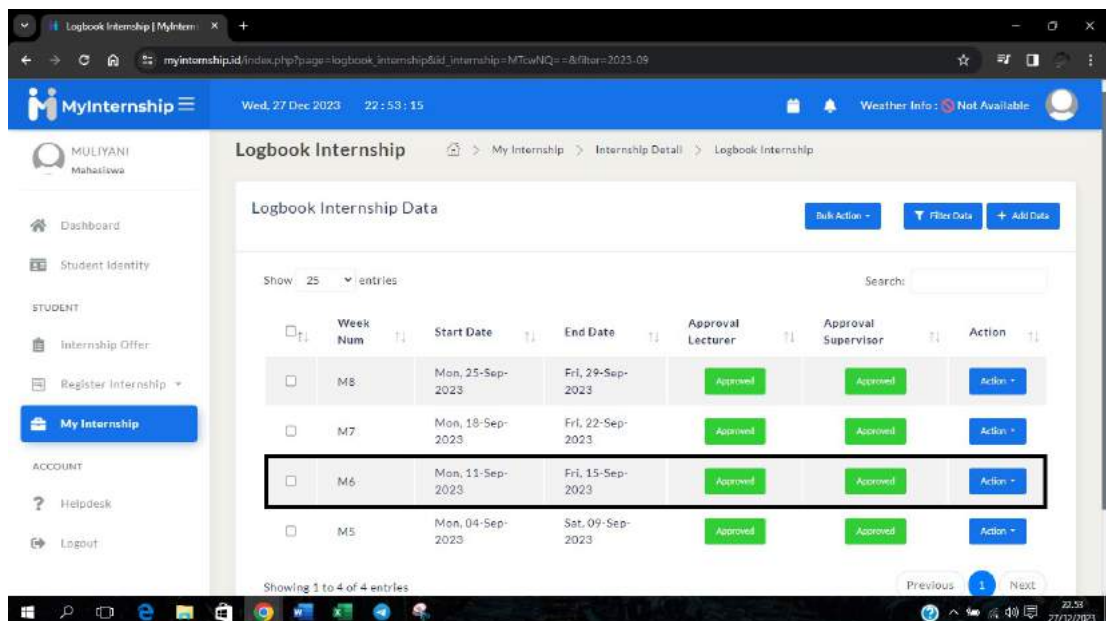 Logbook Internship | MyIntern
myinternship.id/index.php?page=logbook_internship&id_internship=MTcwNQ==&filter=2023-09
MyInternship
Wed, 27 Dec 2023 22:53:15
Weather Info : Not Available
MULIYANI
Mahasiswa
Logbook Internship
> My Internship > Internship Detail > Logbook Internship
Dashboard
Student Identity
STUDENT
Internship Offer
Register Internship
My Internship
ACCOUNT
Helpdesk
Logout
Logbook Internship Data
Bulk Action
Filter Data
+ Add Data
Show 25 entries
Search:
Week Num Start Date End Date Approval Lecturer Approval Supervisor Action
M8 Mon, 25-Sep-2023 Fri, 29-Sep-2023 Approved Approved Action
M7 Mon, 18-Sep-2023 Fri, 22-Sep-2023 Approved Approved Action
M6 Mon, 11-Sep-2023 Fri, 15-Sep-2023 Approved Approved Action
M5 Mon, 04-Sep-2023 Sat, 09-Sep-2023 Approved Approved Action
Showing 1 to 4 of 4 entries
Previous 1 Next
22.53
27/12/2023